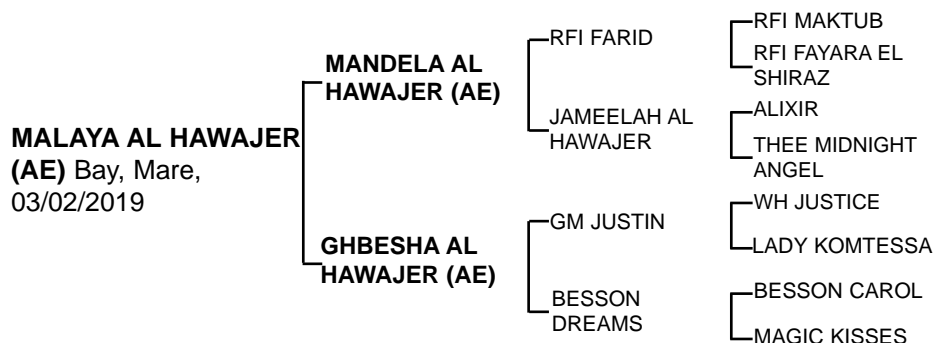 MALAYA AL HAWAJER
(AE) Bay, Mare,
03/02/2019
MANDELA AL
HAWAJER (AE)
GHBESHA AL
HAWAJER (AE)
RFI FARID
JAMEELAH AL
HAWAJER
GM JUSTIN
BESSON
DREAMS
RFI MAKTUB
RFI FAYARA EL
SHIRAZ
ALIXIR
THEE MIDNIGHT
ANGEL
WH JUSTICE
LADY KOMTESSA
BESSON CAROL
MAGIC KISSES